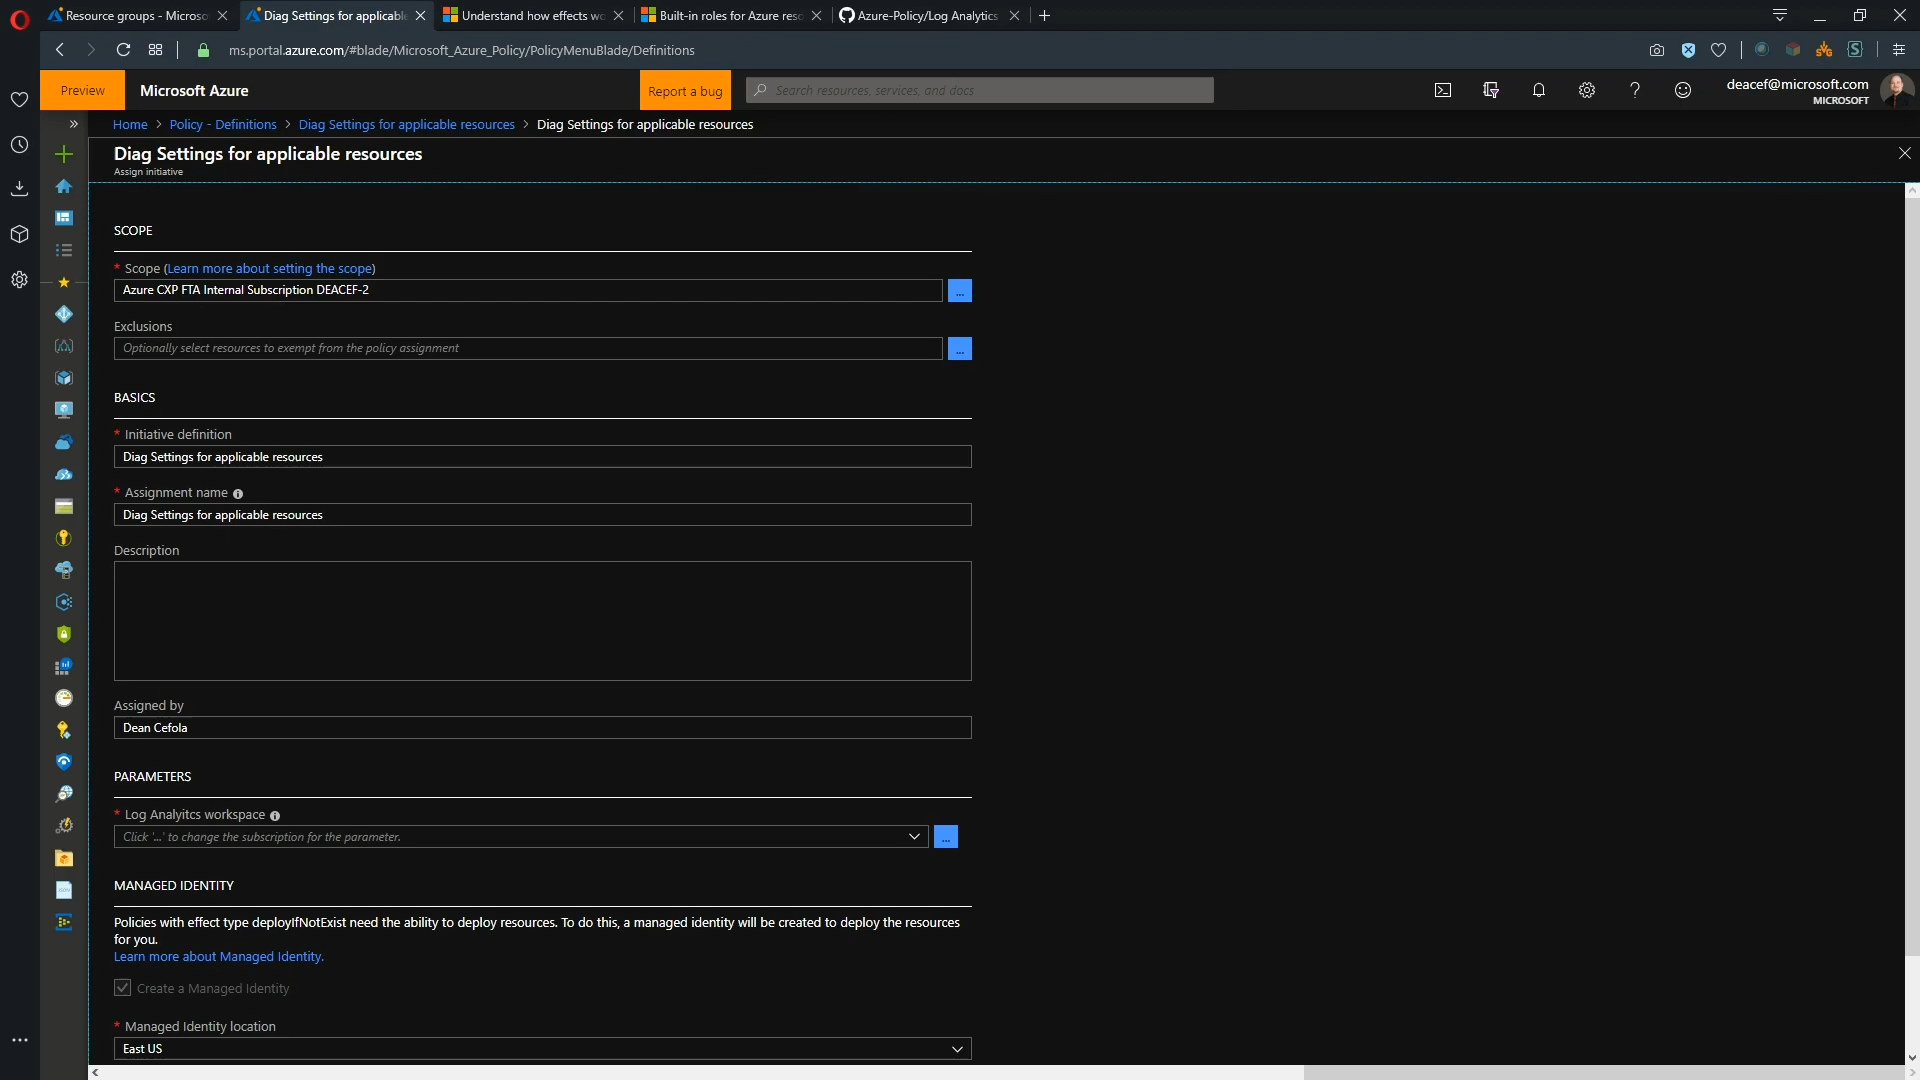 Resource groups - Microso
Diag Settings for applicable
Understand how effects wo
Built-in roles for Azure reso
Azure-Policy/Log Analytics
ms.portal.azure.com/#blade/Microsoft_Azure_Policy/PolicyMenuBlade/Definitions
Preview
Microsoft Azure
Report a bug
Search resources, services, and docs
deacef@microsoft.com
MICROSOFT
Home > Policy - Definitions > Diag Settings for applicable resources > Diag Settings for applicable resources
Diag Settings for applicable resources
Assign initiative
SCOPE
* Scope (Learn more about setting the scope)
Azure CXP FTA Internal Subscription DEACEF-2
...
Exclusions
Optionally select resources to exempt from the policy assignment
...
BASICS
* Initiative definition
Diag Settings for applicable resources
* Assignment name
Diag Settings for applicable resources
Description
Assigned by
Dean Cefola
PARAMETERS
* Log Analyitcs workspace
Click '...' to change the subscription for the parameter.
...
MANAGED IDENTITY
Policies with effect type deployIfNotExist need the ability to deploy resources. To do this, a managed identity will be created to deploy the resources
for you.
Learn more about Managed Identity.
Create a Managed Identity
* Managed Identity location
East US